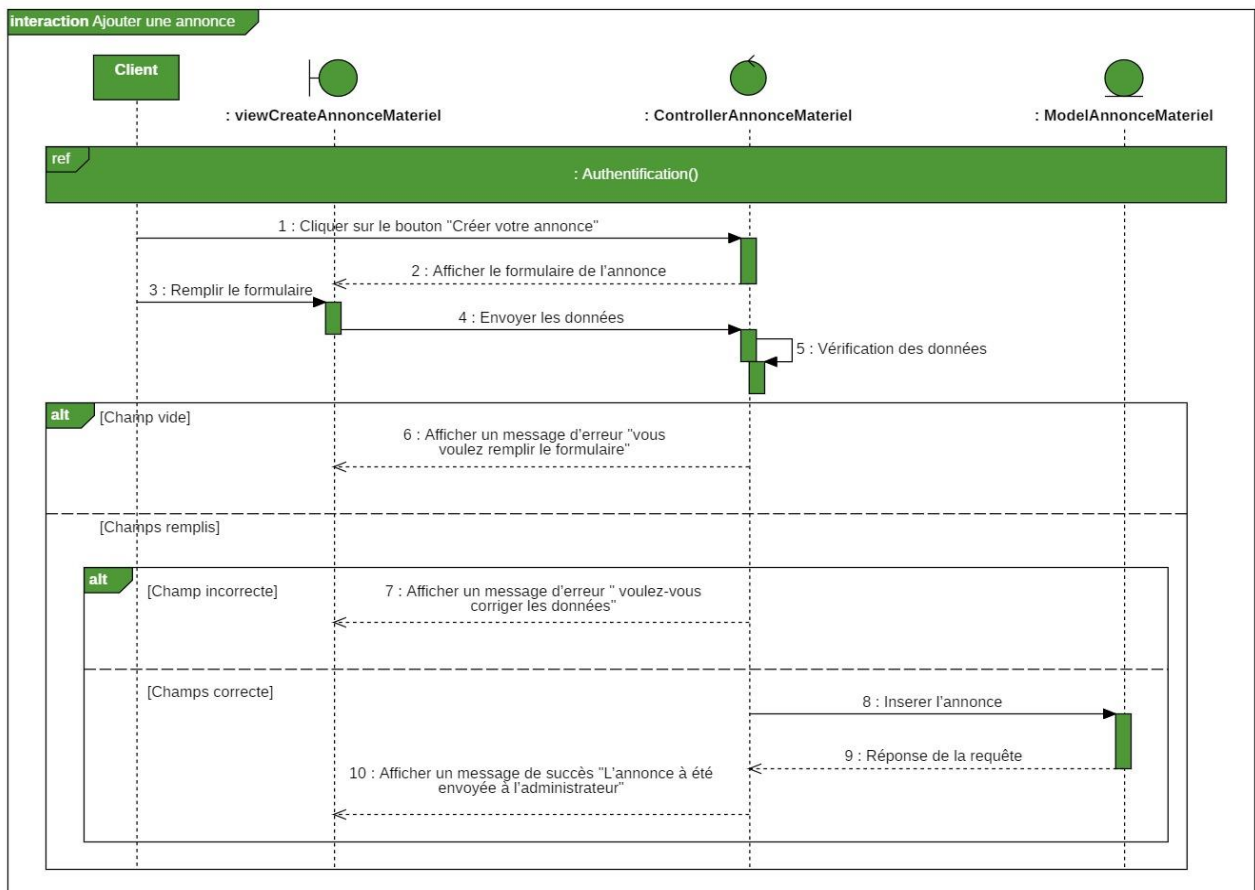 interaction Ajouter une annonce
Client
: viewCreateAnnonceMateriel
: ControllerAnnonceMateriel
: ModelAnnonceMateriel
ref
: Authentification()
1 : Cliquer sur le bouton "Créer votre annonce"
2 : Afficher le formulaire de l'annonce
3 : Remplir le formulaire
4 : Envoyer les données
5 : Vérification des données
alt
[Champ vide]
6 : Afficher un message d'erreur "vous
voulez remplir le formulaire"
[Champs remplis]
alt
[Champ incorrecte]
7 : Afficher un message d'erreur " voulez-vous
corriger les données"
[Champs correcte]
8 : Inserer l'annonce
9 : Réponse de la requête
10 : Afficher un message de succès "L'annonce à été
envoyée à l'administrateur"